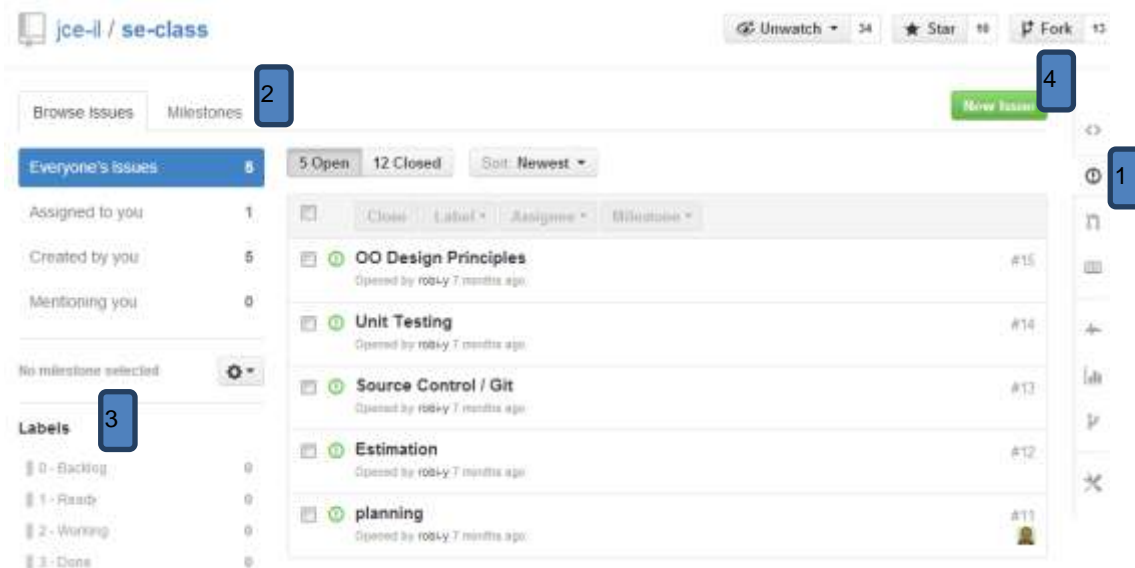 jce-il / se-class
Unwatch 34 Star 10 Fork 13
2
4
Browse Issues Milestones
New Issue
1
Everyone's Issues 5
Assigned to you 1
Created by you 5
Mentioning you 0
No milestone selected
3
Labels
0 - Backlog 0
1 - Ready 0
2 - Working 0
3 - Done 0
5 Open 12 Closed Sort: Newest
Close Label Assignee Milestone
OO Design Principles #15
Opened by robi-y 7 months ago
Unit Testing #14
Opened by robi-y 7 months ago
Source Control / Git #13
Opened by robi-y 7 months ago
Estimation #12
Opened by robi-y 7 months ago
planning #11
Opened by robi-y 7 months ago